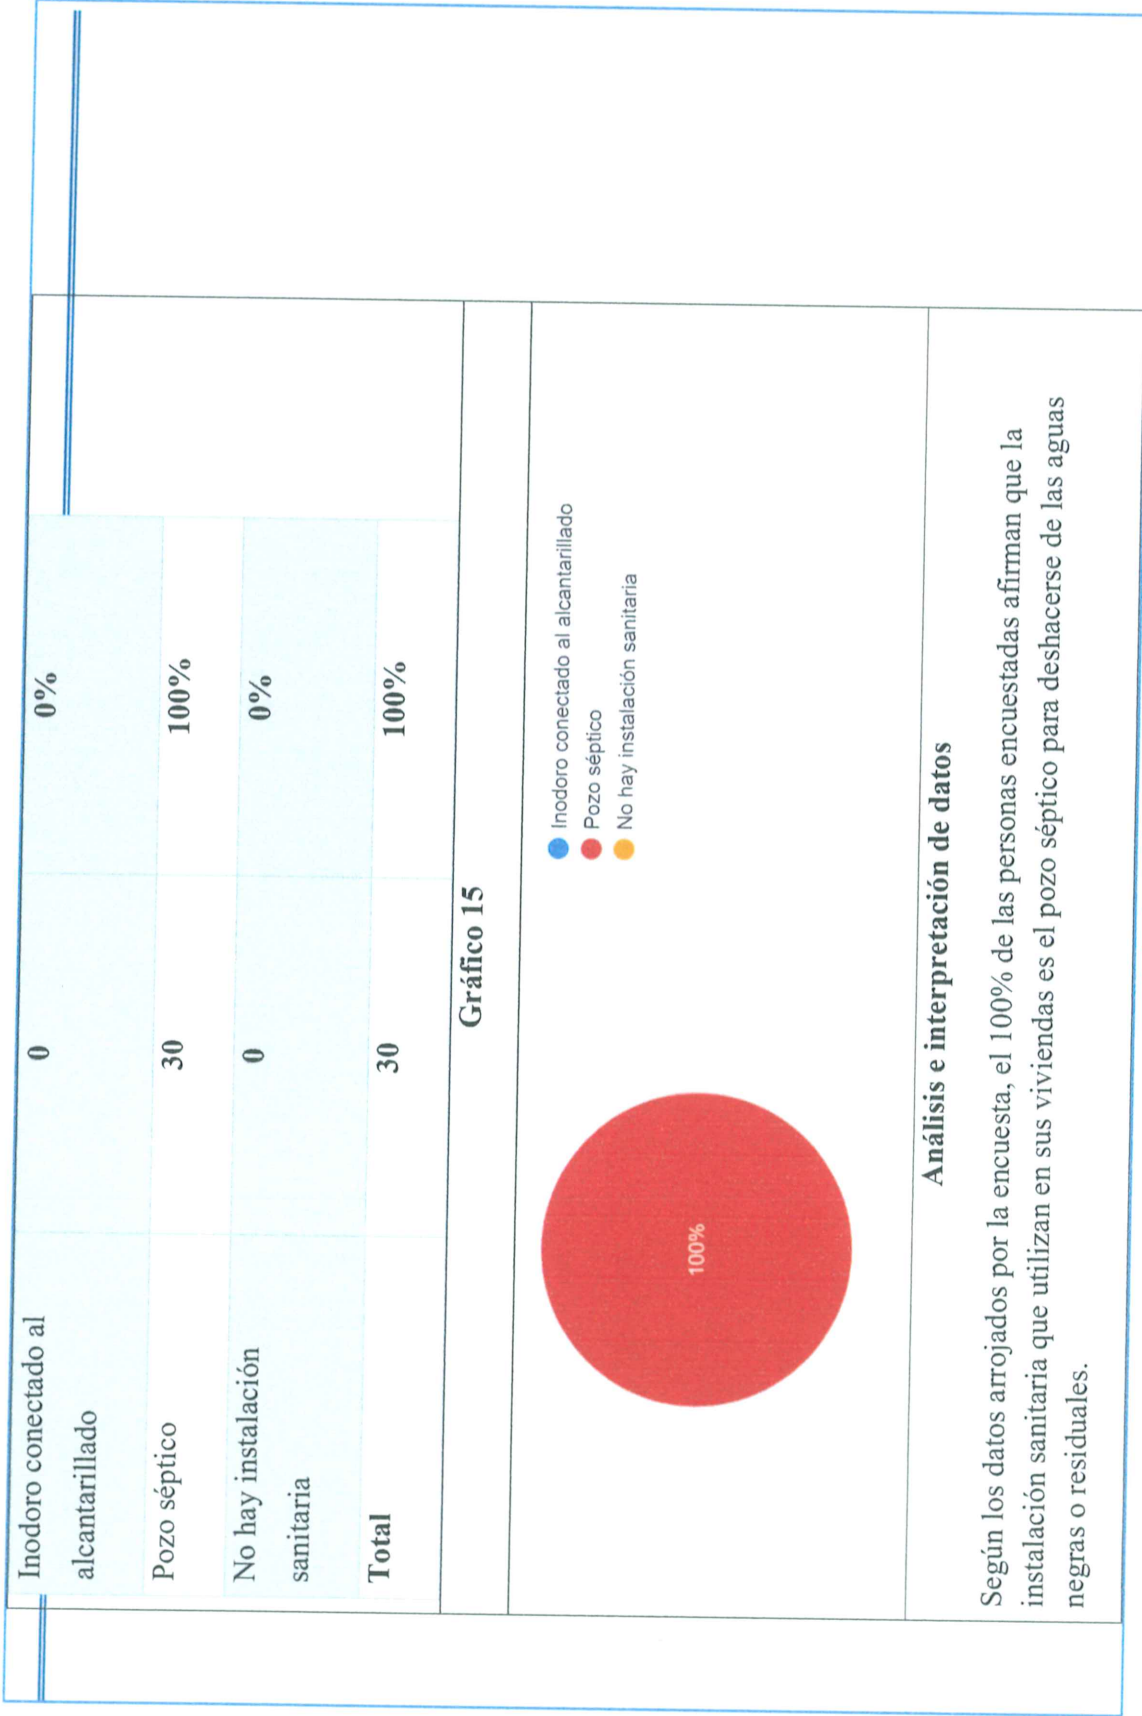 Inodoro conectado al 0 0%
alcantarillado
Pozo séptico 30 100%
No hay instalación 0 0%
sanitaria
Total 30 100%
Gráfico 15
Inodoro conectado al alcantarillado
Pozo séptico
No hay instalación sanitaria
100%
Análisis e interpretación de datos
Según los datos arrojados por la encuesta, el 100% de las personas encuestadas afirman que la
instalación sanitaria que utilizan en sus viviendas es el pozo séptico para deshacerse de las aguas
negras o residuales.